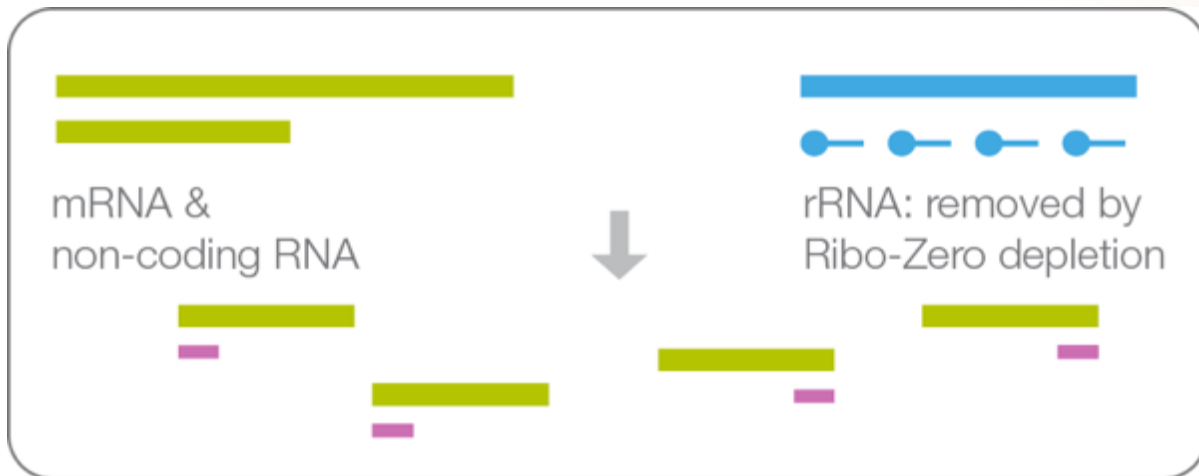 mRNA &
non-coding RNA
rRNA: removed by
Ribo-Zero depletion